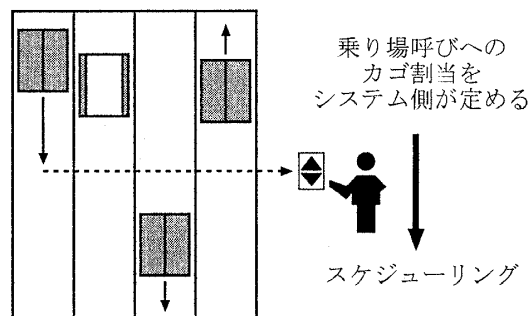 乗り場呼びへの
カゴ割当を
システム側が定める
スケジューリング